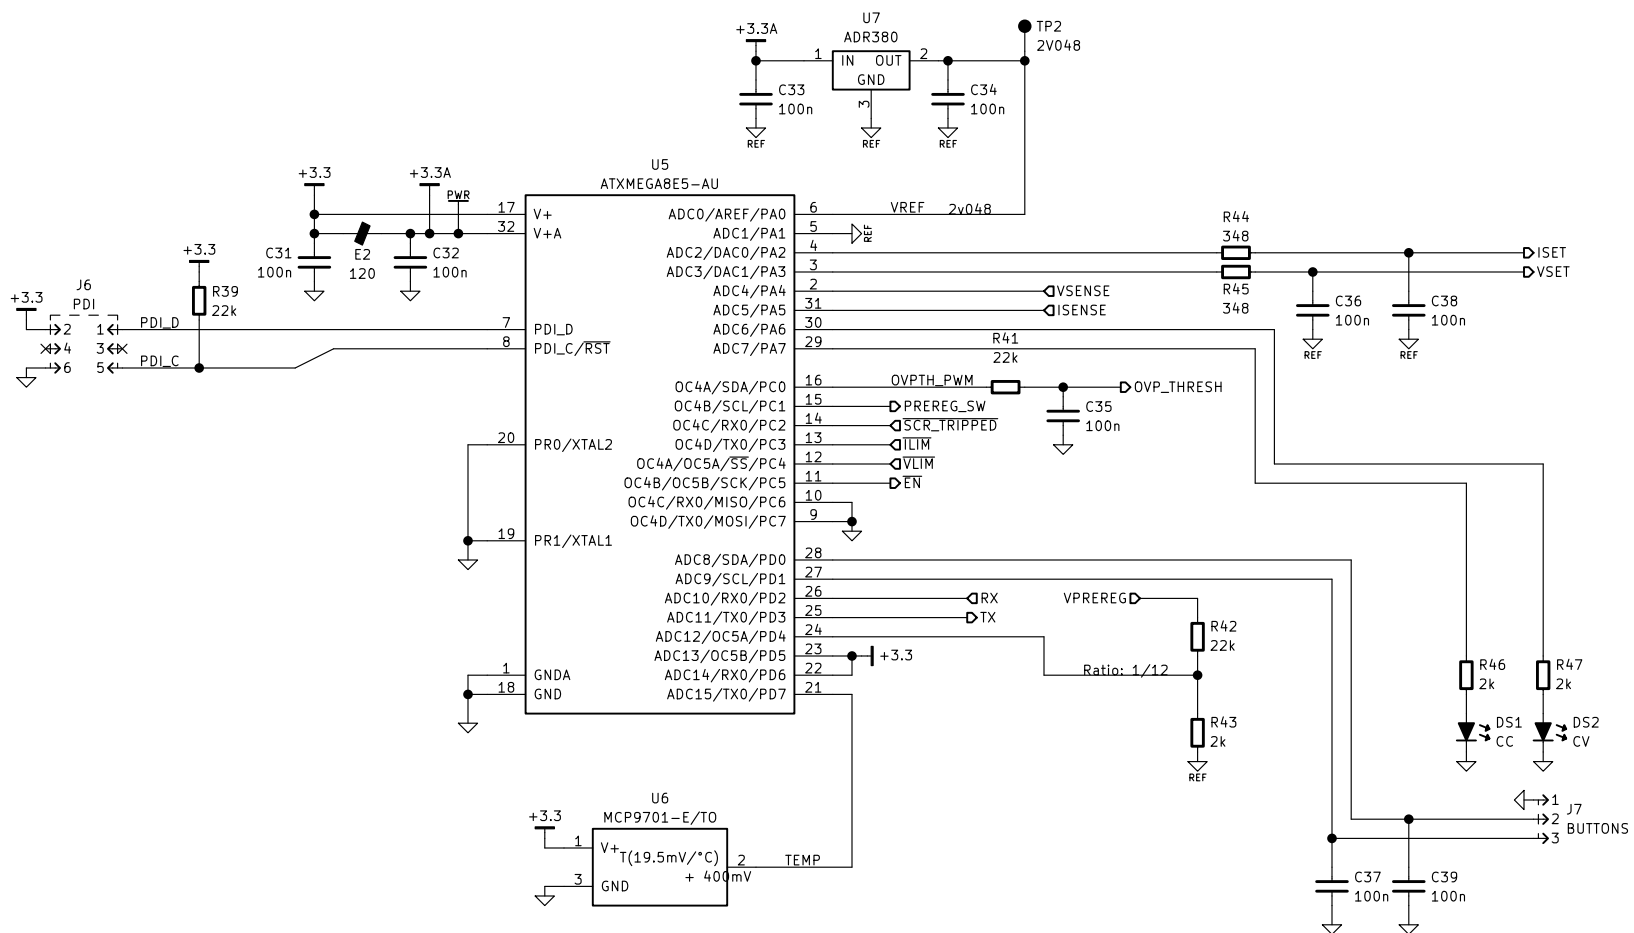 U7
ADR380
+3.3A
1
IN
OUT
2
GND
3
TP2
2V048
C33
100n
C34
100n
REF
REF
REF
U5
ATXMEGA8E5-AU
+3.3
+3.3A
PWR
17
V+
32
V+A
C31
100n
E2
120
C32
100n
+3.3
R39
22k
+3.3
J6
PDI
2
1
PDI_D
7
PDI_D
4
3
8
PDI_C/RST
6
5
PDI_C
20
PR0/XTAL2
19
PR1/XTAL1
1
GNDA
18
GND
ADC0/AREF/PA0
6
VREF
2v048
ADC1/PA1
5
REF
ADC2/DAC0/PA2
4
R44
348
ISET
ADC3/DAC1/PA3
3
R45
348
VSET
ADC4/PA4
2
VSENSE
ADC5/PA5
31
ISENSE
C36
100n
C38
100n
REF
REF
ADC6/PA6
30
ADC7/PA7
29
R41
22k
OC4A/SDA/PC0
16
OVPTH_PWM
OVP_THRESH
C35
100n
OC4B/SCL/PC1
15
PREREG_SW
OC4C/RX0/PC2
14
SCR_TRIPPED
OC4D/TX0/PC3
13
ILIM
OC4A/OC5A/SS/PC4
12
VLIM
OC4B/OC5B/SCK/PC5
11
EN
OC4C/RX0/MISO/PC6
10
OC4D/TX0/MOSI/PC7
9
ADC8/SDA/PD0
28
ADC9/SCL/PD1
27
ADC10/RX0/PD2
26
RX
VPREREG
ADC11/TX0/PD3
25
TX
ADC12/OC5A/PD4
24
R42
22k
ADC13/OC5B/PD5
23
+3.3
ADC14/RX0/PD6
22
Ratio: 1/12
ADC15/TX0/PD7
21
R43
2k
REF
R46
2k
R47
2k
DS1
CC
DS2
CV
1
2
3
J7
BUTTONS
C37
100n
C39
100n
U6
MCP9701-E/TO
+3.3
1
V+
T(19.5mV/°C)
+ 400mV
2
TEMP
3
GND